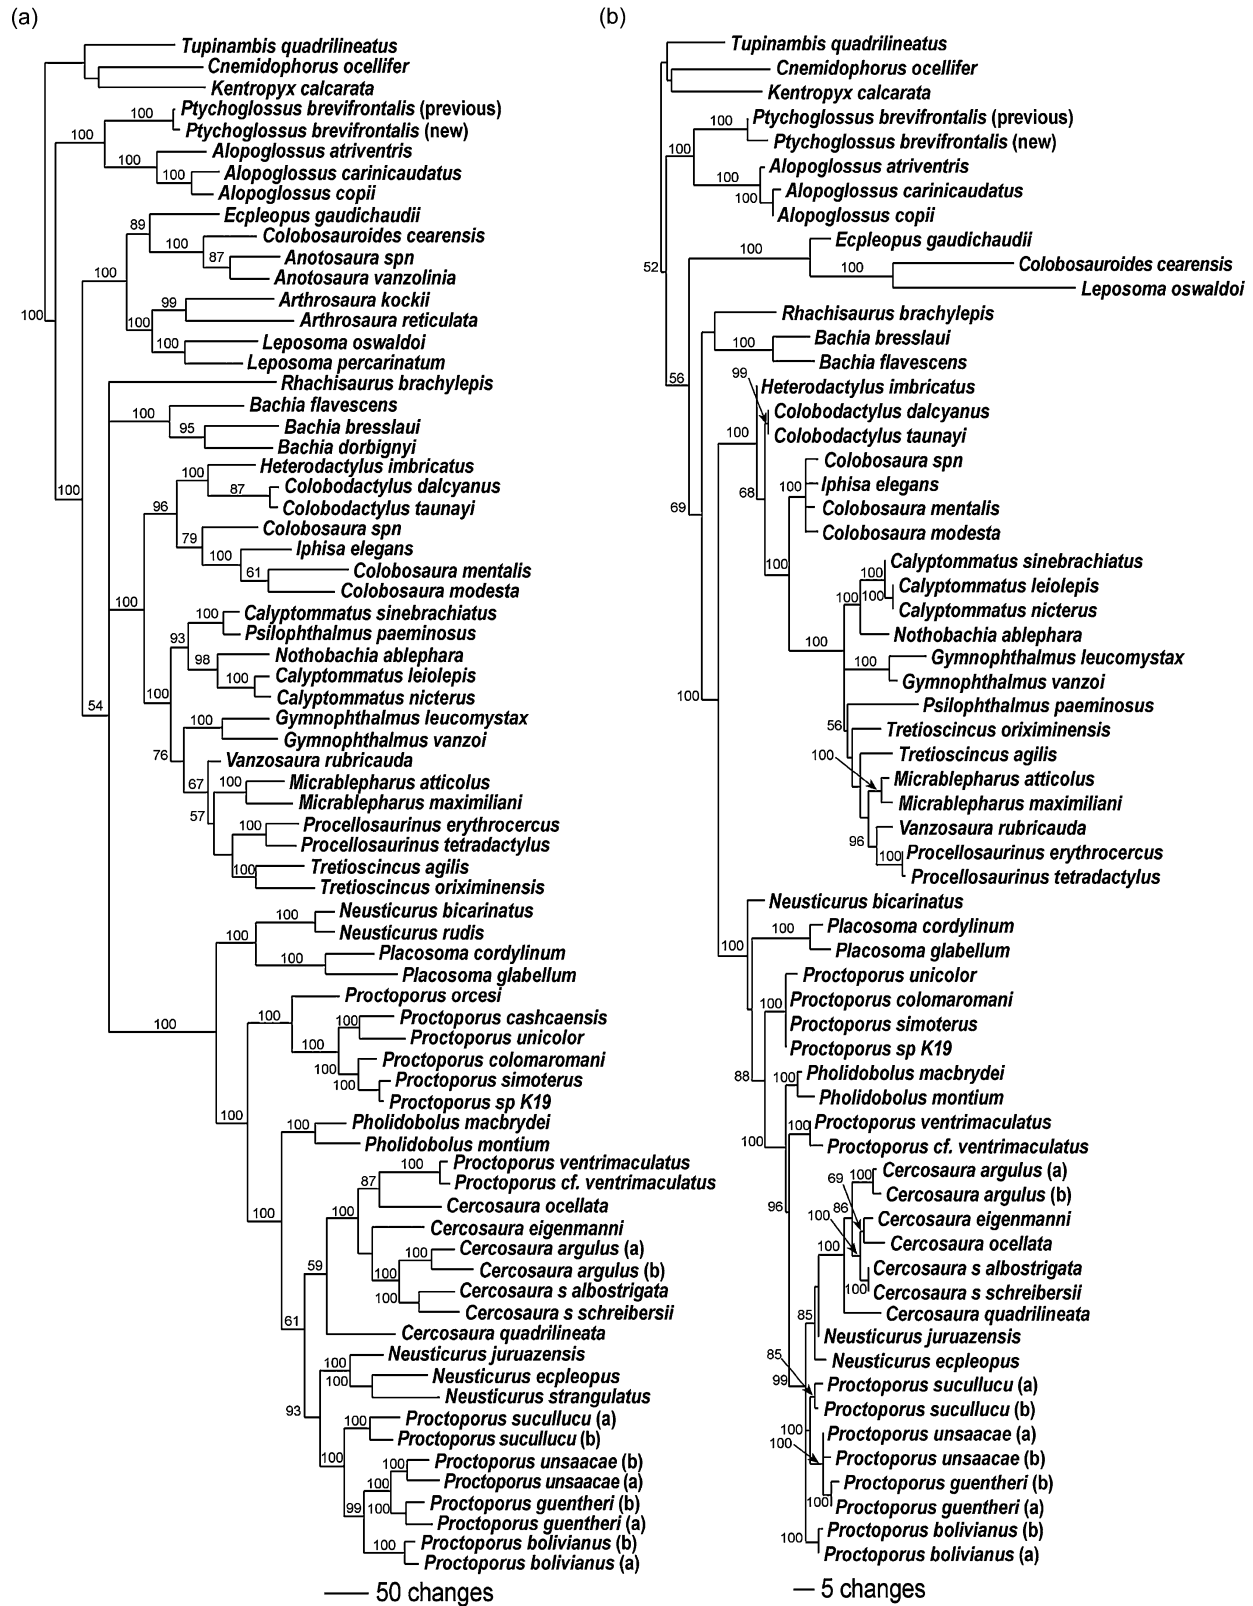 (a)
Tupinambis quadrilineatus
Cnemidophorus ocellifer
Kentropyx calcarata
100 Ptychoglossus brevifrontalis (previous)
Ptychoglossus brevifrontalis (new)
100
Alopoglossus atriventris
100
Alopoglossus carinicaudatus
100
Alopoglossus copii
Ecpleopus gaudichaudii
89
Colobosauroides cearensis
100
Anotosaura spn
87
Anotosaura vanzolinia
100
Arthrosaura kockii
99
Arthrosaura reticulata
100
100
Leposoma oswaldoi
100
Leposoma percarinatum
Rhachisaurus brachylepis
Bachia flavescens
100
Bachia bresslaui
95
Bachia dorbignyi
Heterodactylus imbricatus
100
Colobodactylus dalcyanus
87
100
Colobodactylus taunayi
96
Colobosaura spn
79
Iphisa elegans
100
Colobosaura mentalis
61
Colobosaura modesta
100
Calyptommatus sinebrachiatus
100
Psilophthalmus paeminosus
93
Nothobachia ablephara
98
Calyptommatus leiolepis
100
Calyptommatus nicterus
100
54
Gymnophthalmus leucomystax
100
Gymnophthalmus vanzoi
76
Vanzosaura rubricauda
67
Micrablepharus atticolus
100
Micrablepharus maximiliani
57
Procellosaurinus erythrocercus
100
Procellosaurinus tetradactylus
Tretioscincus agilis
100
Tretioscincus oriximinensis
Neusticurus bicarinatus
100
Neusticurus rudis
100
Placosoma cordylinum
100
Placosoma glabellum
Proctoporus orcesi
100
Proctoporus cashcaensis
100
100
Proctoporus unicolor
100
Proctoporus colomaromani
100
Proctoporus simoterus
100
Proctoporus sp K19
100
Pholidobolus macbrydei
100
Pholidobolus montium
Proctoporus ventrimaculatus
100
Proctoporus cf. ventrimaculatus
87
Cercosaura ocellata
100
100
Cercosaura eigenmanni
Cercosaura argulus (a)
100
Cercosaura argulus (b)
59
100
Cercosaura s albostrigata
100
Cercosaura s schreibersii
61
Cercosaura quadrilineata
Neusticurus juruazensis
100
Neusticurus ecpleopus
100
Neusticurus strangulatus
93
Proctoporus sucullucu (a)
100
Proctoporus sucullucu (b)
100
Proctoporus unsaacae (b)
100
Proctoporus unsaacae (a)
100
Proctoporus guentheri (b)
100
99
Proctoporus guentheri (a)
Proctoporus bolivianus (b)
100
Proctoporus bolivianus (a)
50 changes
(b)
Tupinambis quadrilineatus
Cnemidophorus ocellifer
Kentropyx calcarata
Ptychoglossus brevifrontalis (previous)
100
Ptychoglossus brevifrontalis (new)
100
Alopoglossus atriventris
100
Alopoglossus carinicaudatus
100
Alopoglossus copii
Ecpleopus gaudichaudii
100
Colobosauroides cearensis
52
100
Leposoma oswaldoi
Rhachisaurus brachylepis
Bachia bresslaui
100
Bachia flavescens
56
99
Heterodactylus imbricatus
Colobodactylus dalcyanus
100
Colobodactylus taunayi
Colobosaura spn
100
Iphisa elegans
68
Colobosaura mentalis
69
Colobosaura modesta
100
Calyptommatus sinebrachiatus
100
Calyptommatus leiolepis
100 100
Calyptommatus nicterus
Nothobachia ablephara
100
Gymnophthalmus leucomystax
100
Gymnophthalmus vanzoi
100
Psilophthalmus paeminosus
56
Tretioscincus oriximinensis
100
Tretioscincus agilis
Micrablepharus atticolus
Micrablepharus maximiliani
Vanzosaura rubricauda
96
Procellosaurinus erythrocercus
100
Procellosaurinus tetradactylus
Neusticurus bicarinatus
Placosoma cordylinum
100
100
Placosoma glabellum
Proctoporus unicolor
100
Proctoporus colomaromani
Proctoporus simoterus
Proctoporus sp K19
88
Pholidobolus macbrydei
100
Pholidobolus montium
Proctoporus ventrimaculatus
100
100
Proctoporus cf. ventrimaculatus
Cercosaura argulus (a)
100
69
Cercosaura argulus (b)
96
86
100
Cercosaura eigenmanni
Cercosaura ocellata
100
Cercosaura s albostrigata
100
Cercosaura s schreibersii
Cercosaura quadrilineata
85
Neusticurus juruazensis
85
Neusticurus ecpleopus
99
Proctoporus sucullucu (a)
Proctoporus sucullucu (b)
100
Proctoporus unsaacae (a)
100
Proctoporus unsaacae (b)
Proctoporus guentheri (b)
100
Proctoporus guentheri (a)
Proctoporus bolivianus (b)
100
Proctoporus bolivianus (a)
5 changes